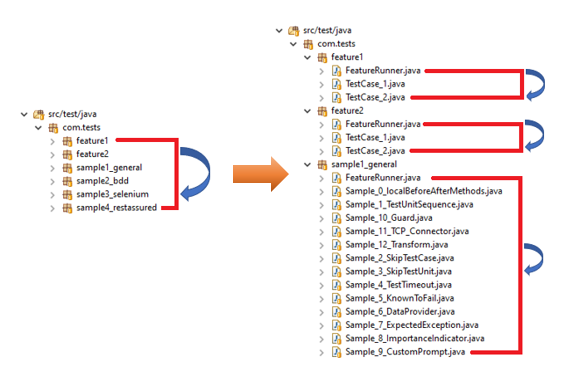 src/test/java
com.tests
feature1
feature2
sample1_general
sample2_bdd
sample3_selenium
sample4_restassured
src/test/java
com.tests
feature1
FeatureRunner.java
TestCase_1.java
TestCase_2.java
feature2
FeatureRunner.java
TestCase_1.java
TestCase_2.java
sample1_general
FeatureRunner.java
Sample_0_localBeforeAfterMethods.java
Sample_1_TestUnitSequence.java
Sample_10_Guard.java
Sample_11_TCP_Connector.java
Sample_12_Transform.java
Sample_2_SkipTestCase.java
Sample_3_SkipTestUnit.java
Sample_4_TestTimeout.java
Sample_5_KnownToFail.java
Sample_6_DataProvider.java
Sample_7_ExpectedException.java
Sample_8_ImportanceIndicator.java
Sample_9_CustomPrompt.java